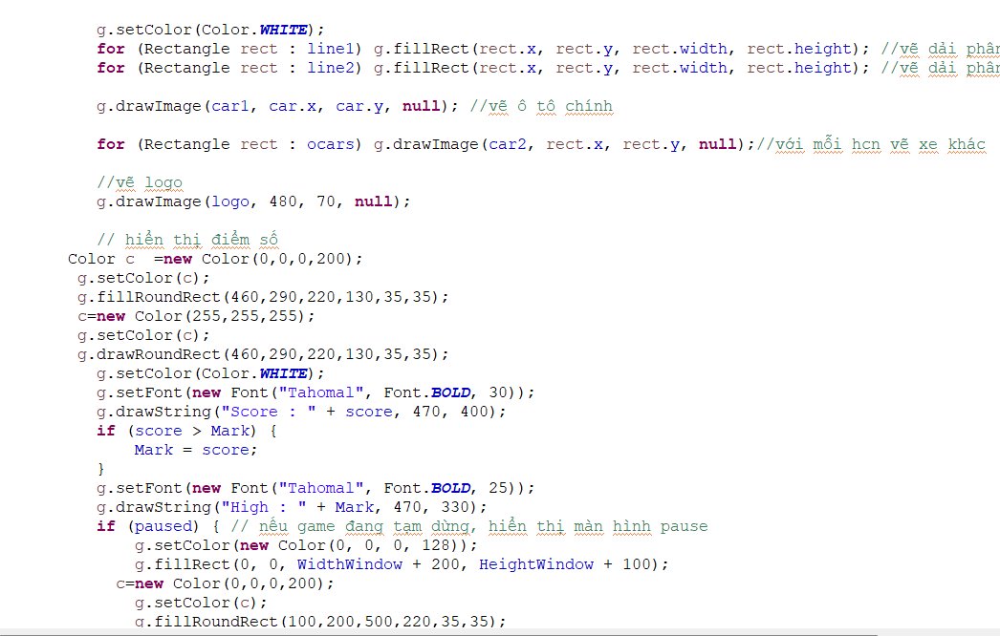 g.setColor(Color.WHITE);
for (Rectangle rect : line1) g.fillRect(rect.x, rect.y, rect.width, rect.height); //vẽ dải phân
for (Rectangle rect : line2) g.fillRect(rect.x, rect.y, rect.width, rect.height); //vẽ dải phân
g.drawImage(car1, car.x, car.y, null); //vẽ ô tô chính
for (Rectangle rect : ocars) g.drawImage(car2, rect.x, rect.y, null);//với mỗi hcn vẽ xe khác
//vẽ logo
g.drawImage(logo, 480, 70, null);
// hiển thị điểm số
Color c  =new Color(0,0,0,200);
g.setColor(c);
g.fillRoundRect(460,290,220,130,35,35);
c=new Color(255,255,255);
g.setColor(c);
g.drawRoundRect(460,290,220,130,35,35);
g.setColor(Color.WHITE);
g.setFont(new Font("Tahomal", Font.BOLD, 30));
g.drawString("Score : " + score, 470, 400);
if (score > Mark) {
Mark = score;
}
g.setFont(new Font("Tahomal", Font.BOLD, 25));
g.drawString("High : " + Mark, 470, 330);
if (paused) { // nếu game đang tạm dừng, hiển thị màn hình pause
g.setColor(new Color(0, 0, 0, 128));
g.fillRect(0, 0, WidthWindow + 200, HeightWindow + 100);
c=new Color(0,0,0,200);
g.setColor(c);
g.fillRoundRect(100,200,500,220,35,35);